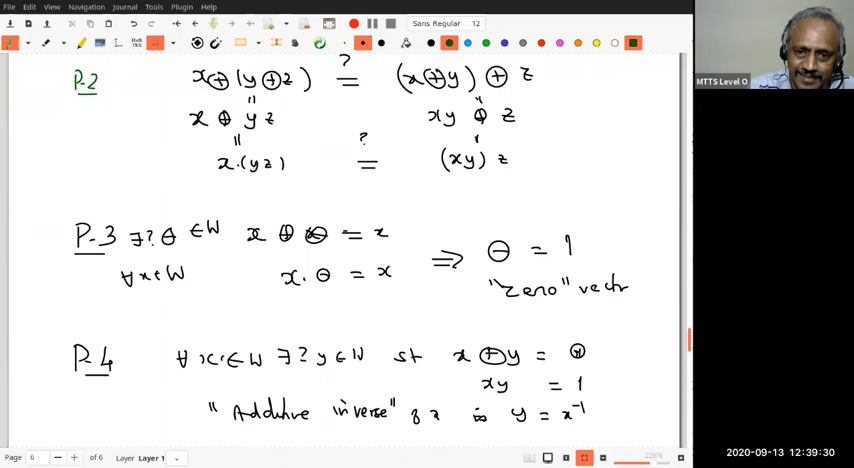 File Edit View Navigation Journal Tools Plugin Help
Sans Regular 12
MTTS Level O
?
P-2 x⊕(y⊕z) = (x⊕y) ⊕ z
॥ ॥
x ⊕ yz xy ⊕ z
॥ ?
x.(yz) = (xy) z
P-3 ∃? θ ∈ W x ⊕ θ = x ⟹ θ = 1
∀x∈W x. θ = x "Zero" vector
P-4 ∀ x ∈ W ∃? y ∈ W st x ⊕ y =
xy = 1
"Additive inverse" of x is y = x⁻¹
Page 6 of 6 Layer Layer 1 226%
2020-09-13 12:39:30